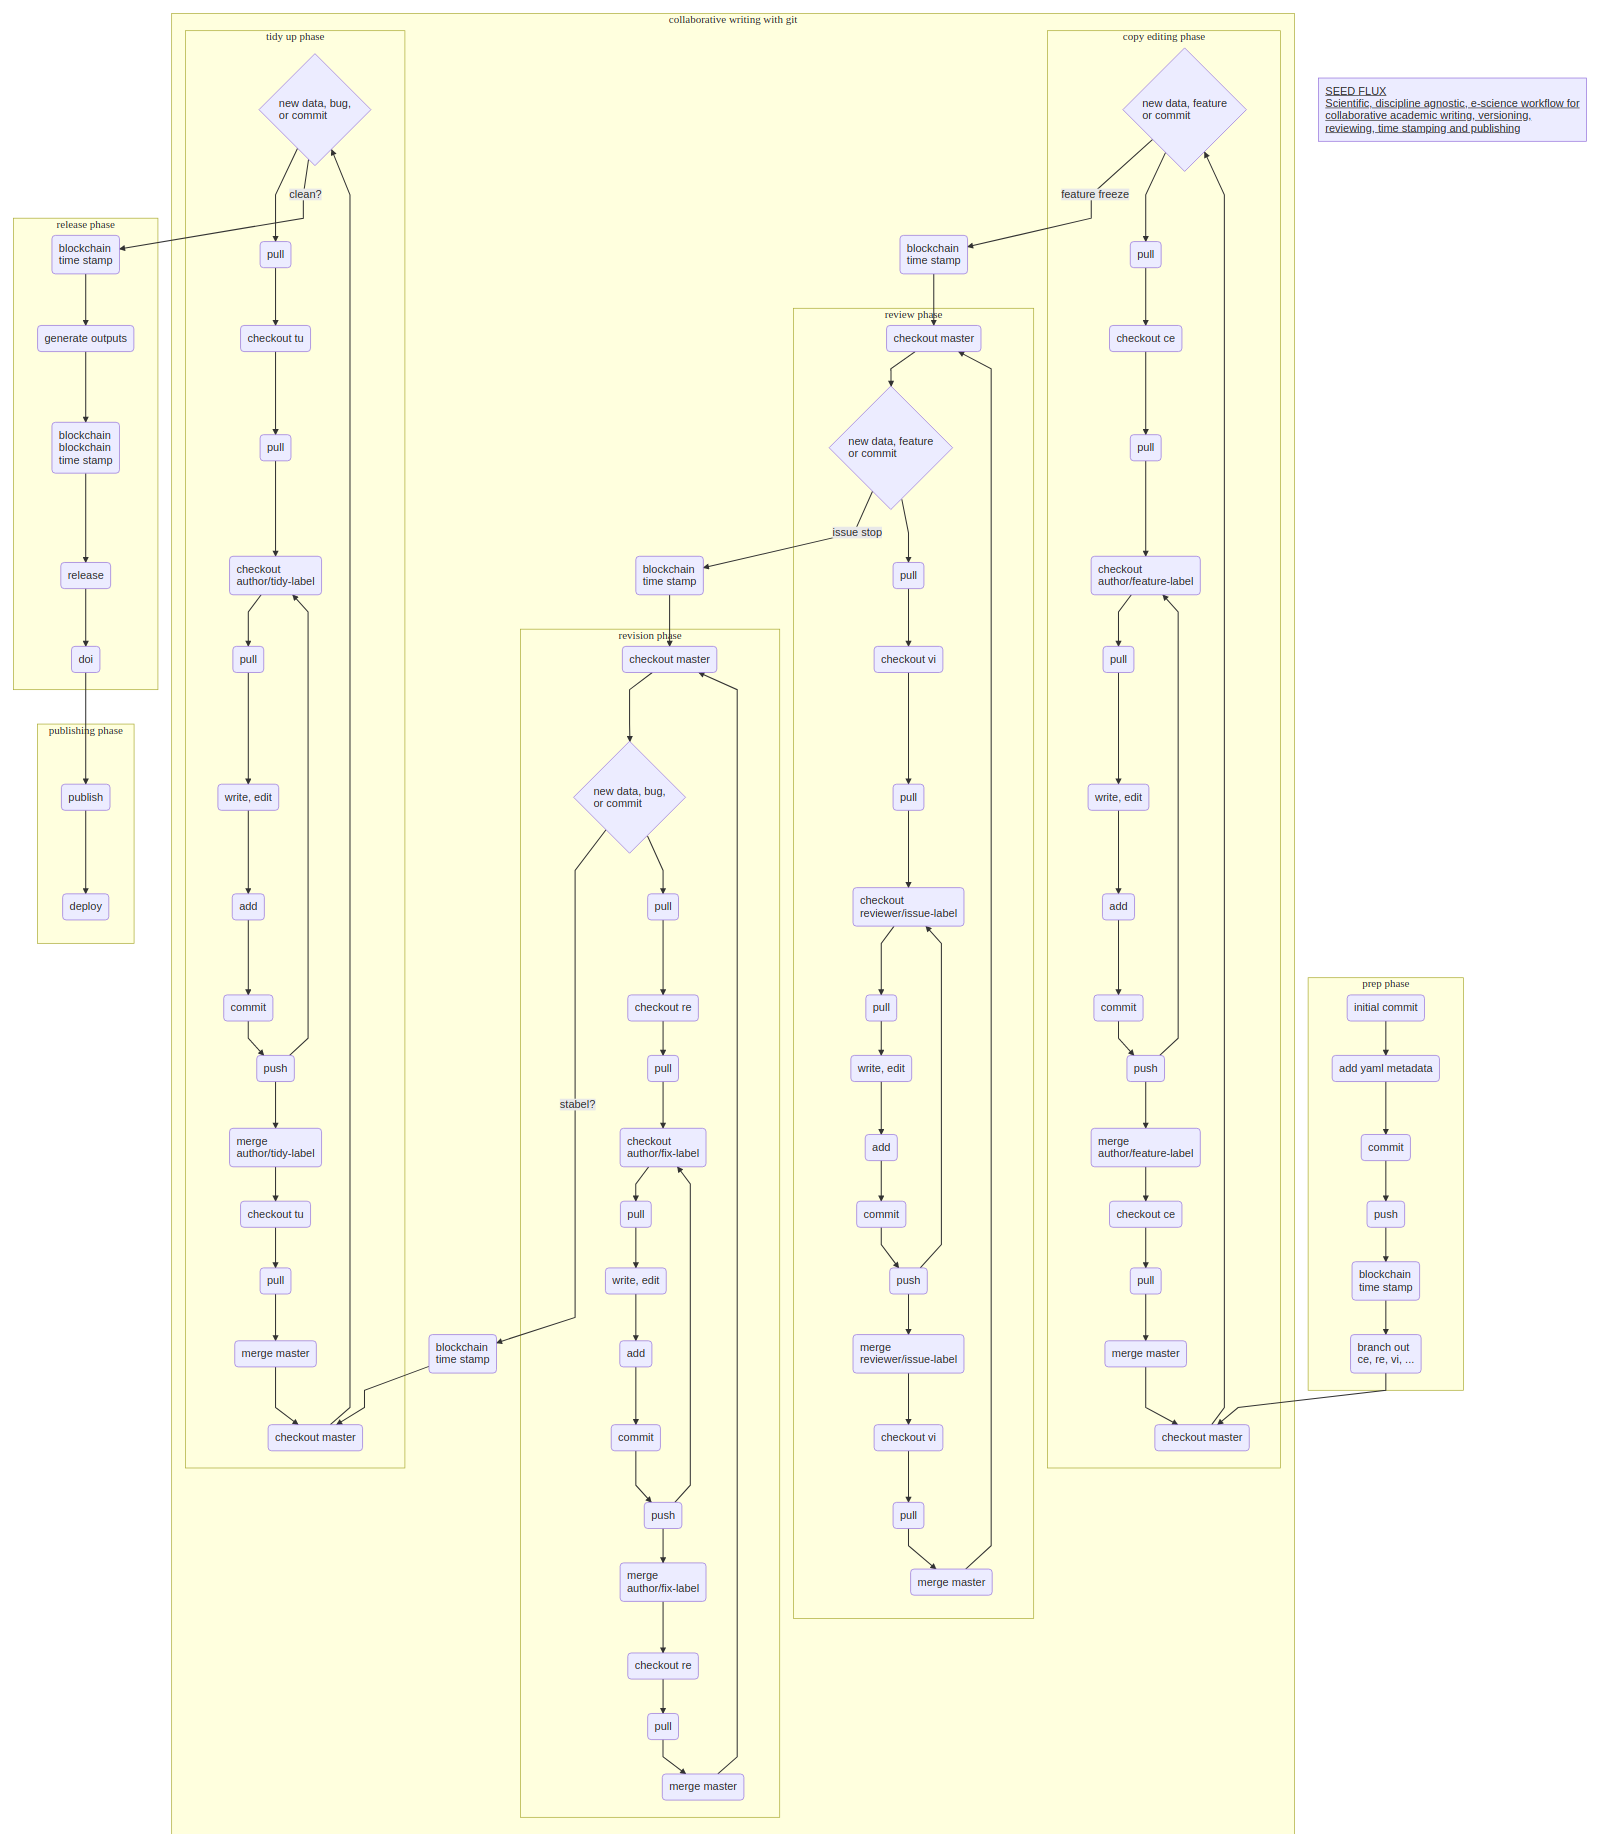 collaborative writing with git
tidy up phase
new data, bug,
or commit
clean?
pull
checkout tu
pull
checkout
author/tidy-label
pull
write, edit
add
commit
push
merge
author/tidy-label
checkout tu
pull
merge master
checkout master
copy editing phase
new data, feature
or commit
feature freeze
pull
checkout ce
pull
checkout
author/feature-label
pull
write, edit
add
commit
push
merge
author/feature-label
checkout ce
pull
merge master
checkout master
SEED FLUX
Scientific, discipline agnostic, e-science workflow for
collaborative academic writing, versioning,
reviewing, time stamping and publishing
release phase
blockchain
time stamp
generate outputs
blockchain
blockchain
time stamp
release
doi
publishing phase
publish
deploy
blockchain
time stamp
review phase
checkout master
new data, feature
or commit
issue stop
pull
checkout vi
pull
checkout
reviewer/issue-label
pull
write, edit
add
commit
push
merge
reviewer/issue-label
checkout vi
pull
merge master
blockchain
time stamp
revision phase
checkout master
new data, bug,
or commit
stabel?
pull
checkout re
pull
checkout
author/fix-label
pull
write, edit
add
commit
push
merge
author/fix-label
checkout re
pull
merge master
blockchain
time stamp
prep phase
initial commit
add yaml metadata
commit
push
blockchain
time stamp
branch out
ce, re, vi, ...